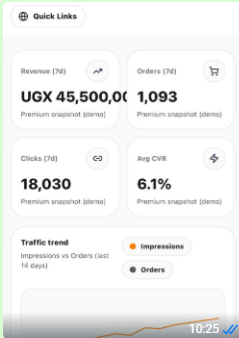 Quick Links
Revenue (7d)
UGX 45,500,00
Premium snapshot (demo)
Orders (7d)
1,093
Premium snapshot (demo)
Clicks (7d)
18,030
Premium snapshot (demo)
Avg CVR
6.1%
Premium snapshot (demo)
Traffic trend
Impressions vs Orders (last
14 days)
Impressions
Orders
10:25